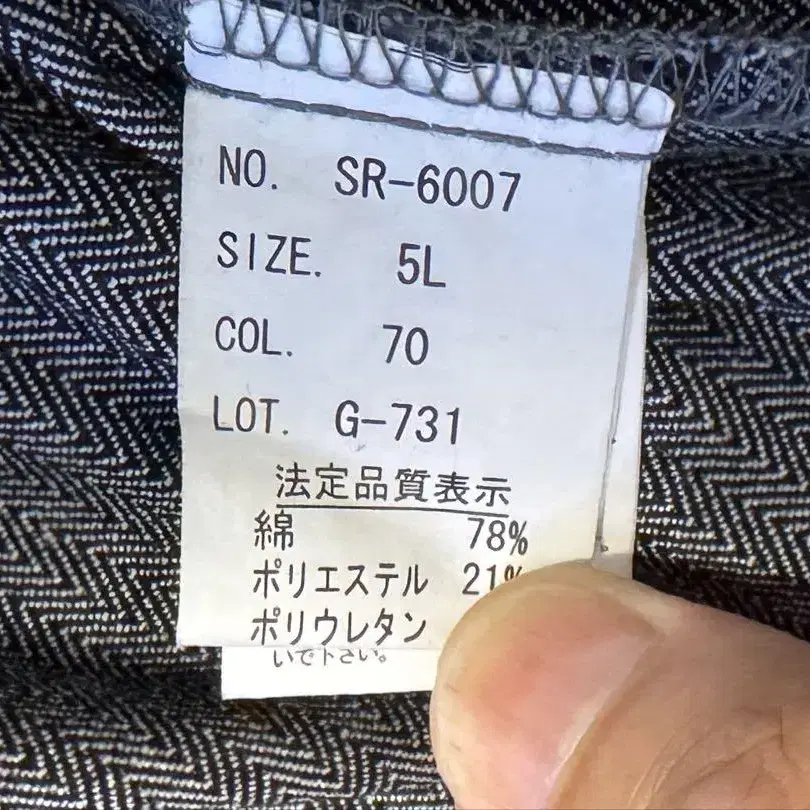 NO. SR-6007
SIZE. 5L
COL. 70
LOT. G-731
法定品質表示
綿 78%
ポリエステル 21%
ポリウレタン
いで下さい。